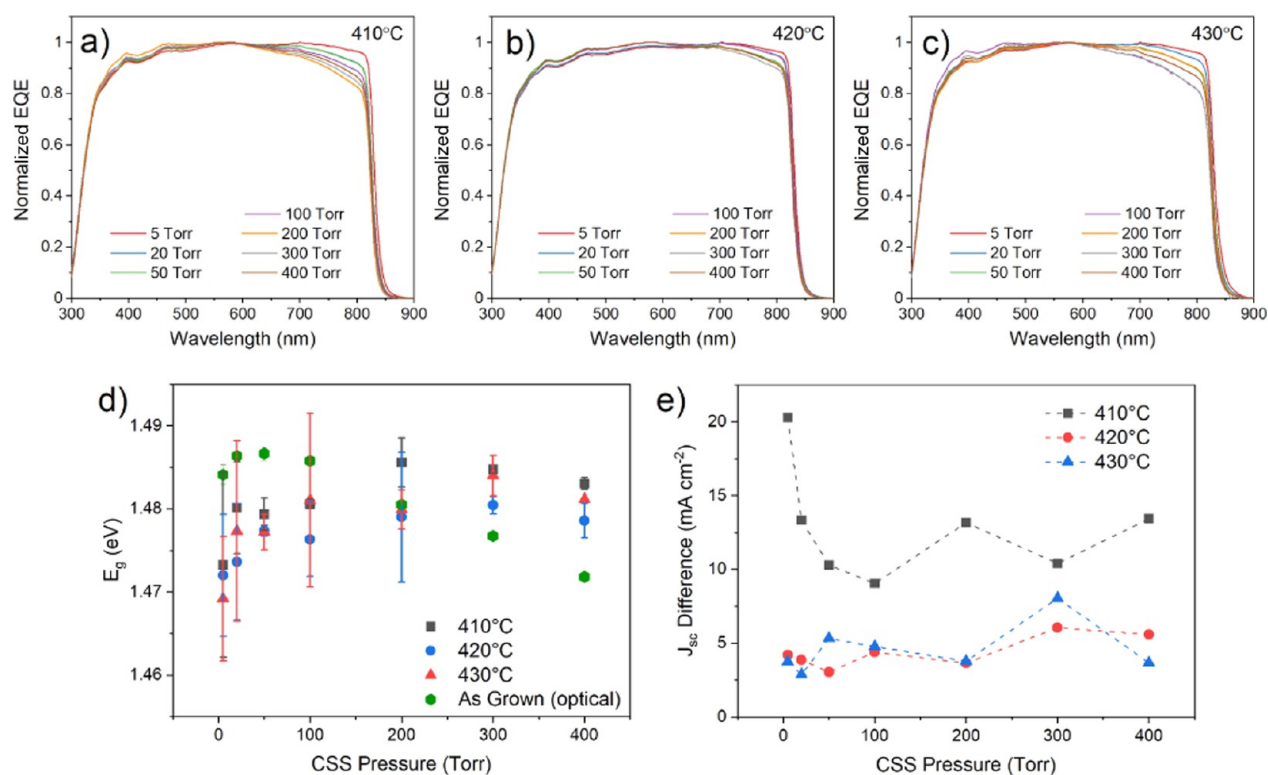 a)
410°C
Normalized EQE
1
0.8
0.6
0.4
0.2
0
5 Torr
20 Torr
50 Torr
100 Torr
200 Torr
300 Torr
400 Torr
300 400 500 600 700 800 900
Wavelength (nm)
b)
420°C
Normalized EQE
1
0.8
0.6
0.4
0.2
0
5 Torr
20 Torr
50 Torr
100 Torr
200 Torr
300 Torr
400 Torr
300 400 500 600 700 800 900
Wavelength (nm)
c)
430°C
Normalized EQE
1
0.8
0.6
0.4
0.2
0
5 Torr
20 Torr
50 Torr
100 Torr
200 Torr
300 Torr
400 Torr
300 400 500 600 700 800 900
Wavelength (nm)
d)
E_g (eV)
1.49
1.48
1.47
1.46
410°C
420°C
430°C
As Grown (optical)
0 100 200 300 400
CSS Pressure (Torr)
e)
J_sc Difference (mA cm⁻²)
20
15
10
5
0
410°C
420°C
430°C
0 100 200 300 400
CSS Pressure (Torr)